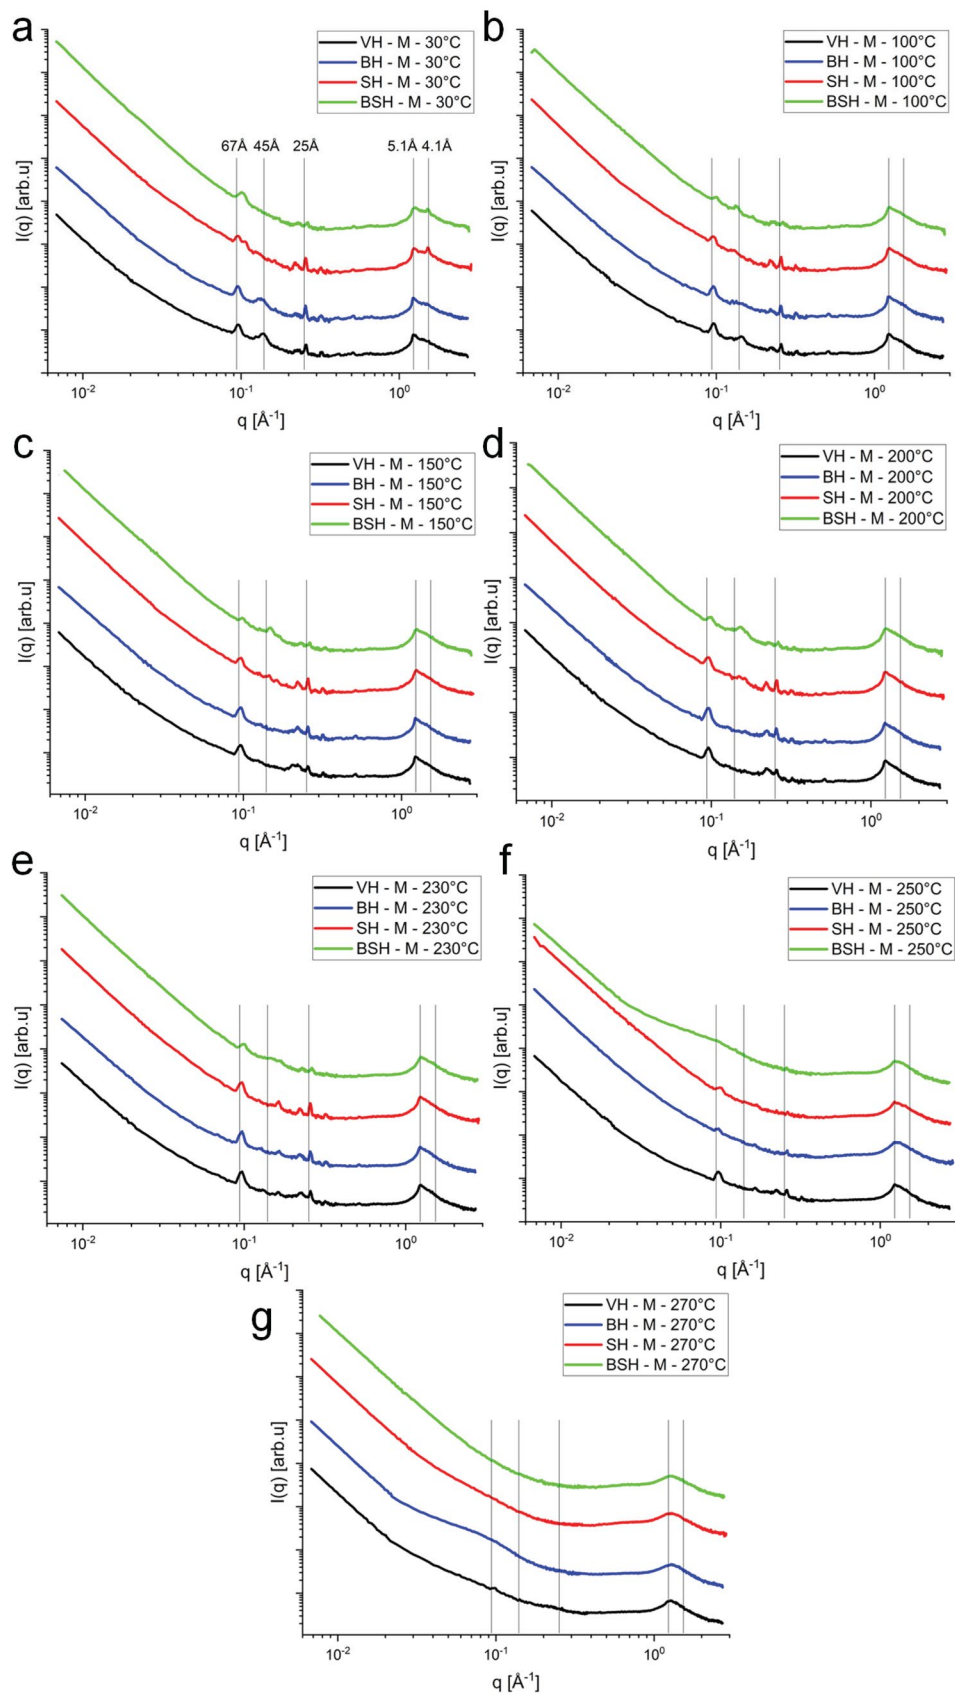 a
VH - M - 30°C
BH - M - 30°C
SH - M - 30°C
BSH - M - 30°C
67Å 45Å 25Å 5.1Å 4.1Å
I(q) [arb.u]
10⁻² 10⁻¹ 10⁰
q [Å⁻¹]
b
VH - M - 100°C
BH - M - 100°C
SH - M - 100°C
BSH - M - 100°C
I(q) [arb.u]
10⁻² 10⁻¹ 10⁰
q [Å⁻¹]
c
VH - M - 150°C
BH - M - 150°C
SH - M - 150°C
BSH - M - 150°C
I(q) [arb.u]
10⁻² 10⁻¹ 10⁰
q [Å⁻¹]
d
VH - M - 200°C
BH - M - 200°C
SH - M - 200°C
BSH - M - 200°C
I(q) [arb.u]
10⁻² 10⁻¹ 10⁰
q [Å⁻¹]
e
VH - M - 230°C
BH - M - 230°C
SH - M - 230°C
BSH - M - 230°C
I(q) [arb.u]
10⁻² 10⁻¹ 10⁰
q [Å⁻¹]
f
VH - M - 250°C
BH - M - 250°C
SH - M - 250°C
BSH - M - 250°C
I(q) [arb.u]
10⁻² 10⁻¹ 10⁰
q [Å⁻¹]
g
VH - M - 270°C
BH - M - 270°C
SH - M - 270°C
BSH - M - 270°C
I(q) [arb.u]
10⁻² 10⁻¹ 10⁰
q [Å⁻¹]